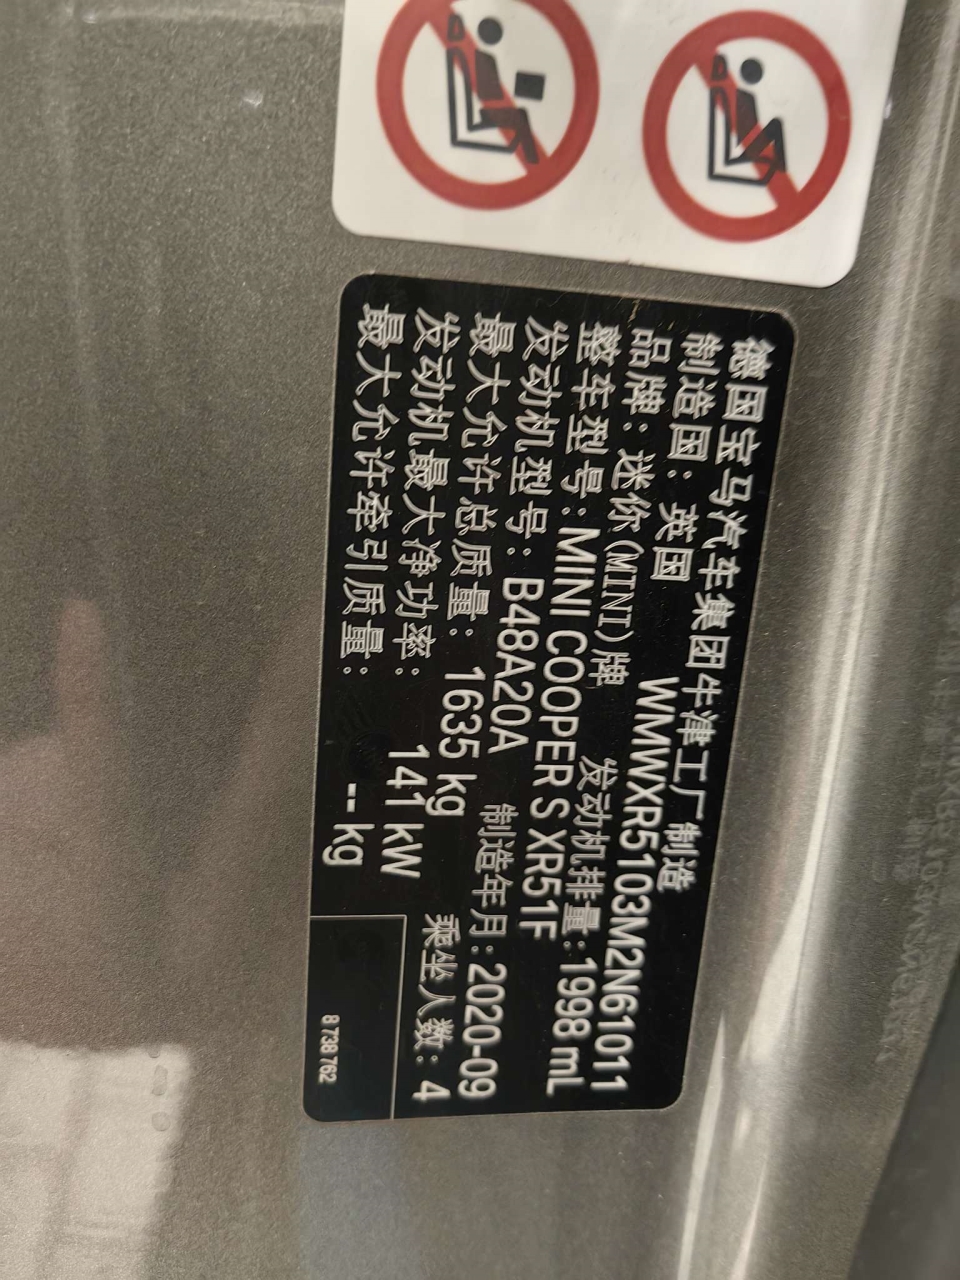 德国宝马汽车集团牛津工厂制造
制造国：英国 WMWXR5103M2N61011
品牌：迷你(MINI)牌 发动机排量：1998 mL
整车型号：MINI COOPER S XR51F
发动机型号：B48A20A 制造年月：2020-09
最大允许总质量：1635 kg 乘坐人数：4
发动机最大净功率：141 kW
最大允许牵引质量：-- kg
8 738 762